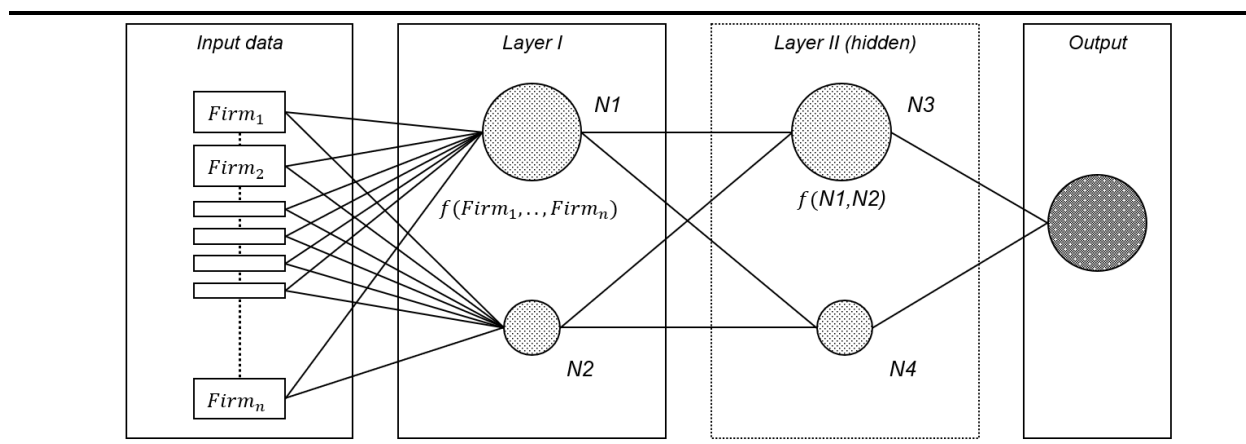 Input data
Layer I
Layer II (hidden)
Output
Firm₁
N1
N3
Firm₂
f(Firm₁,..,Firmₙ)
f(N1,N2)
N2
N4
Firmₙ